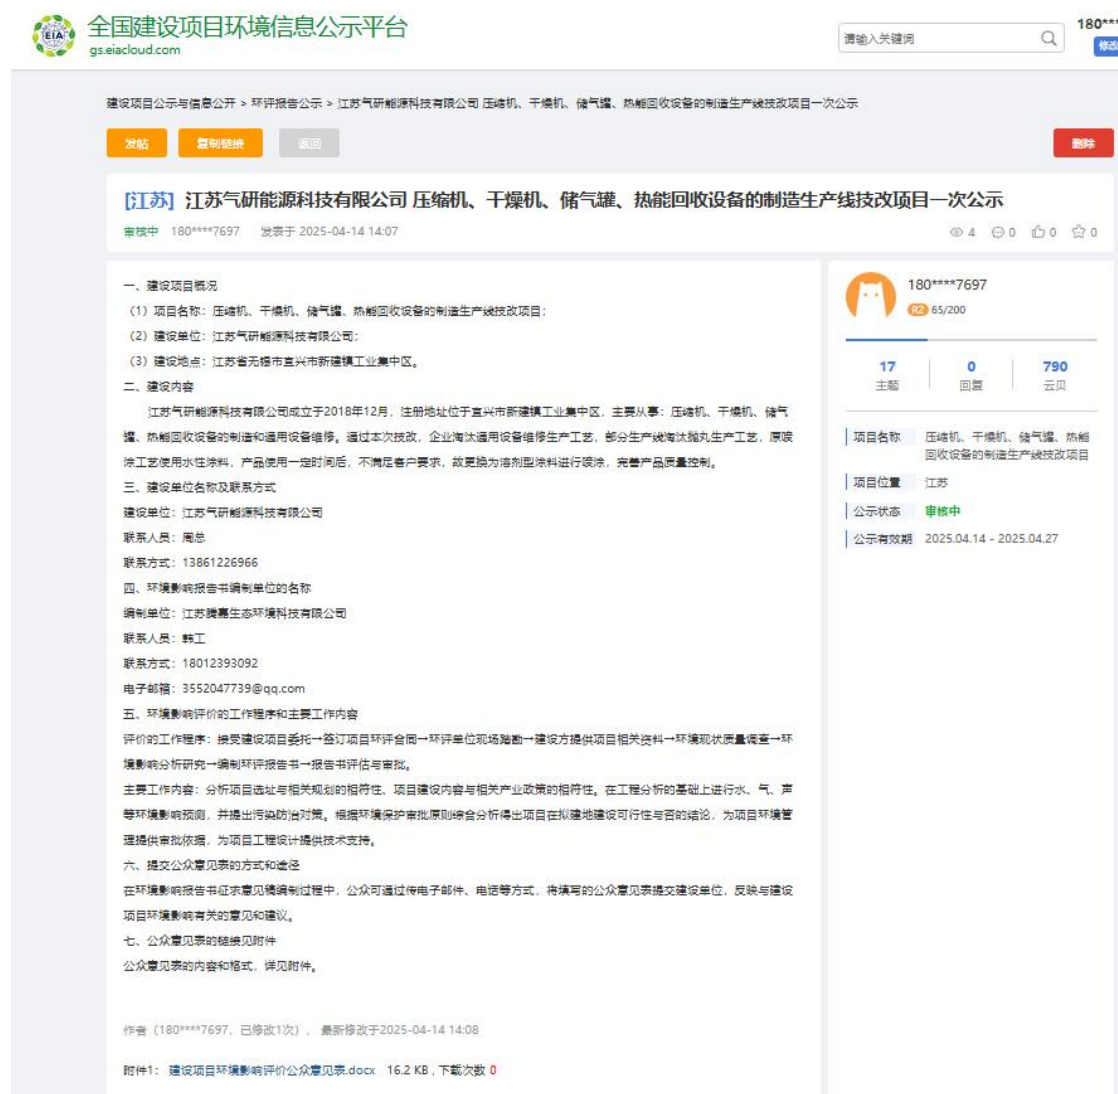 全国建设项目环境信息公示平台
gs.eiacloud.com
请输入关键词
180***
修改
建设项目公示与信息公开 > 环评报告公示 > 江苏气研能源科技有限公司 压缩机、干燥机、储气罐、热能回收设备的制造生产线技改项目一次公示
发帖
复制链接
返回
删除
[江苏] 江苏气研能源科技有限公司 压缩机、干燥机、储气罐、热能回收设备的制造生产线技改项目一次公示
审核中 180****7697 发表于 2025-04-14 14:07
4 0 0 0
一、建设项目概况
（1）项目名称：压缩机、干燥机、储气罐、热能回收设备的制造生产线技改项目；
（2）建设单位：江苏气研能源科技有限公司；
（3）建设地点：江苏省无锡市宜兴市新建镇工业集中区。
二、建设内容
江苏气研能源科技有限公司成立于2018年12月，注册地址位于宜兴市新建镇工业集中区，主要从事：压缩机、干燥机、储气
罐、热能回收设备的制造和通用设备维修。通过本次技改，企业淘汰通用设备维修生产工艺，部分生产线淘汰抛丸生产工艺，原喷
涂工艺使用水性涂料，产品使用一定时间后，不满足客户要求，故更换为溶剂型涂料进行喷涂，完善产品质量控制。
三、建设单位名称及联系方式
建设单位：江苏气研能源科技有限公司
联系人员：周总
联系方式：13861226966
四、环境影响报告书编制单位的名称
编制单位：江苏腾嘉生态环境科技有限公司
联系人员：韩工
联系方式：18012393092
电子邮箱：3552047739@qq.com
五、环境影响评价的工作程序和主要工作内容
评价的工作程序：接受建设项目委托→签订项目环评合同→环评单位现场踏勘→建设方提供项目相关资料→环境现状质量调查→环
境影响分析研究→编制环评报告书→报告书评估与审批。
主要工作内容：分析项目选址与相关规划的相符性、项目建设内容与相关产业政策的相符性。在工程分析的基础上进行水、气、声
等环境影响预测，并提出污染防治对策。根据环境保护审批原则综合分析得出项目在拟建地建设可行性与否的结论，为项目环境管
理提供审批依据，为项目工程设计提供技术支持。
六、提交公众意见表的方式和途径
在环境影响报告书征求意见稿编制过程中，公众可通过传电子邮件、电话等方式，将填写的公众意见表提交建设单位，反映与建设
项目环境影响有关的意见和建议。
七、公众意见表的链接见附件
公众意见表的内容和格式，详见附件。
作者（180****7697，已修改1次），最新修改于2025-04-14 14:08
附件1： 建设项目环境影响评价公众意见表.docx 16.2 KB , 下载次数 0
180****7697
R2 65/200
17 0 790
主题 回复 云贝
项目名称 压缩机、干燥机、储气罐、热能
回收设备的制造生产线技改项目
项目位置 江苏
公示状态 审核中
公示有效期 2025.04.14 - 2025.04.27